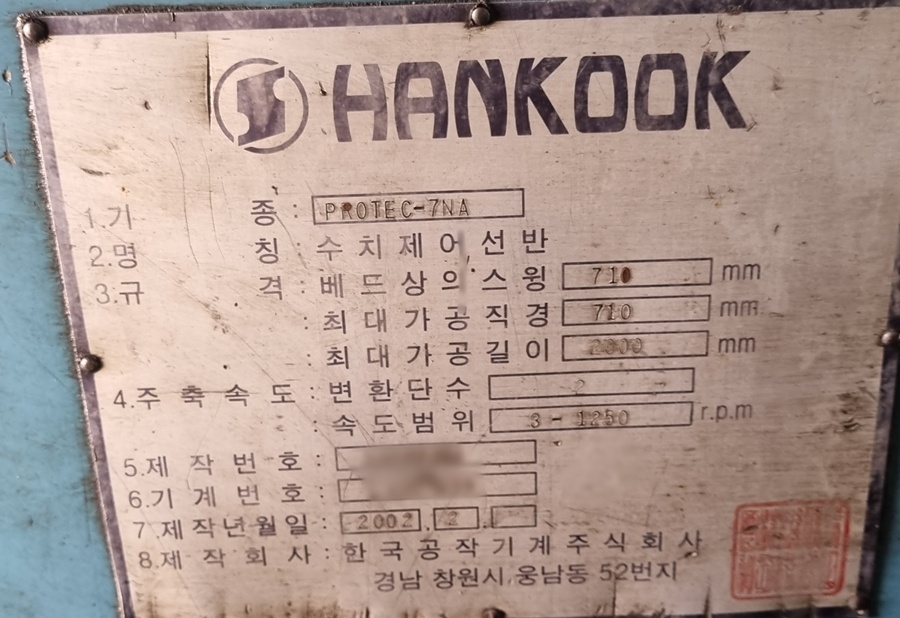 HANKOOK
1.기 종 : PROTEC-7NA
2.명 칭 : 수치제어선반
3.규 격 : 베드상의스윙 710 mm
: 최대가공직경 710 mm
: 최대가공길이 2000 mm
4.주축속도 : 변환단수 2
: 속도범위 3-1250 r.p.m
5.제작번호 :
6.기계번호 :
7 제작년월일 : 2002. 2 .
8.제작회사 : 한국공작기계주식회사
경남 창원시 웅남동 52번지